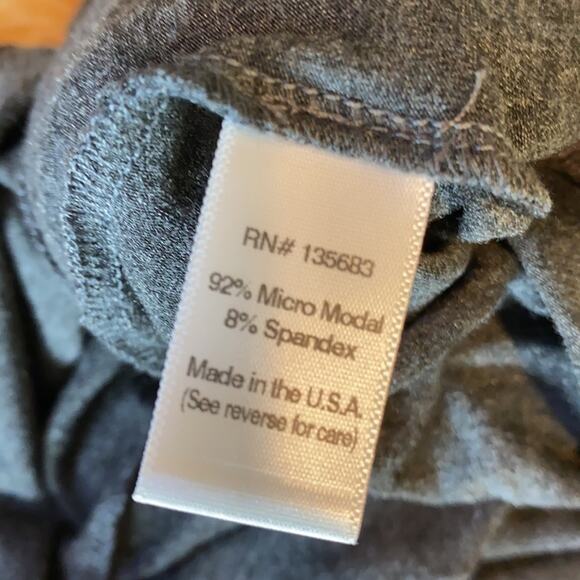 RN# 135683
92% Micro Modal
8% Spandex
Made in the U.S.A.
(See reverse for care)